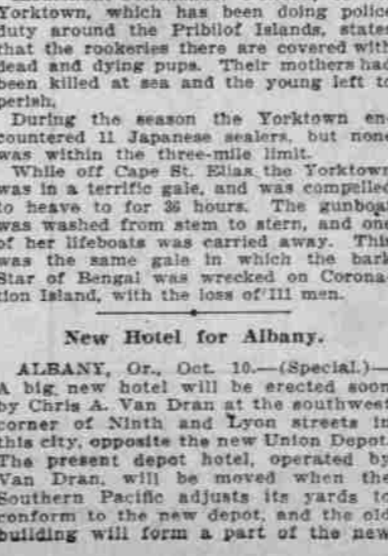 Yorktown, which has been doing police
duty around the Pribilof Islands, states
that the rookeries there are covered with
dead and dying pups. Their mothers had
been killed at sea and the young left to
perish.
During the season the Yorktown en-
countered 11 Japanese sealers, but none
was within the three-mile limit.
While off Cape St. Elias the Yorktown
was in a terrific gale, and was compelled
to heave to for 36 hours. The gunboat
was washed from stem to stern, and one
of her lifeboats was carried away. This
was the same gale in which the bark
Star of Bengal was wrecked on Corona-
tion Island, with the loss of 111 men.
New Hotel for Albany.
ALBANY, Or., Oct. 10.—(Special.)—
A big new hotel will be erected soon
by Chris A. Van Dran at the southwest
corner of Ninth and Lyon streets in
this city, opposite the new Union Depot.
The present depot hotel, operated by
Van Dran, will be moved when the
Southern Pacific adjusts its yards to
conform to the new depot, and the old
building will form a part of the new